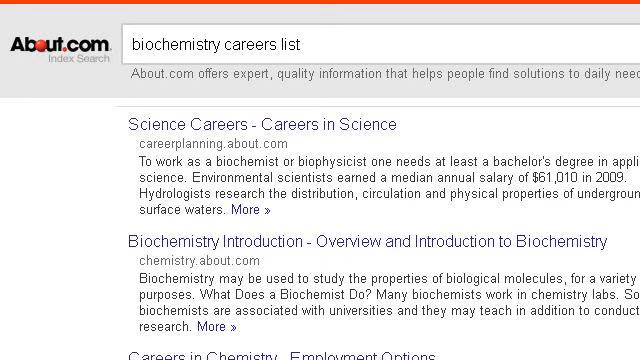 About.com
Index Search
biochemistry careers list
About.com offers expert, quality information that helps people find solutions to daily
Science Careers - Careers in Science
careerplanning.about.com
To work as a biochemist or biophysicist one needs at least a bachelor's degree in
science. Environmental scientists earned a median annual salary of $61,010 in 2009.
Hydrologists research the distribution, circulation and physical properties of
surface waters. More »
Biochemistry Introduction - Overview and Introduction to Biochemistry
chemistry.about.com
Biochemistry may be used to study the properties of biological molecules, for a variety
purposes. What Does a Biochemist Do? Many biochemists work in chemistry labs.
biochemists are associated with universities and they may teach in addition to conduct
research. More »
Careers in Chemistry - Employment Options